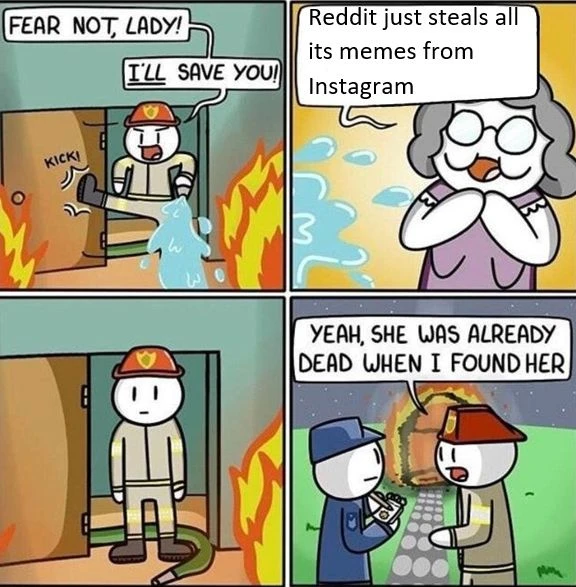 FEAR NOT, LADY!
I'LL SAVE YOU!
KICK!
Reddit just steals all
its memes from
Instagram
YEAH, SHE WAS ALREADY
DEAD WHEN I FOUND HER